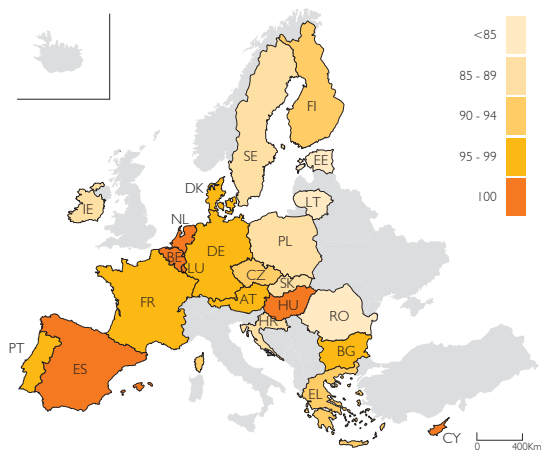 <85
85 - 89
90 - 94
95 - 99
100
FI
SE
EE
DK
LT
IE
NL
PL
DE
BE
LU
CZ
SK
FR
AT
HU
HR
RO
PT
BG
ES
EL
CY
0
400Km